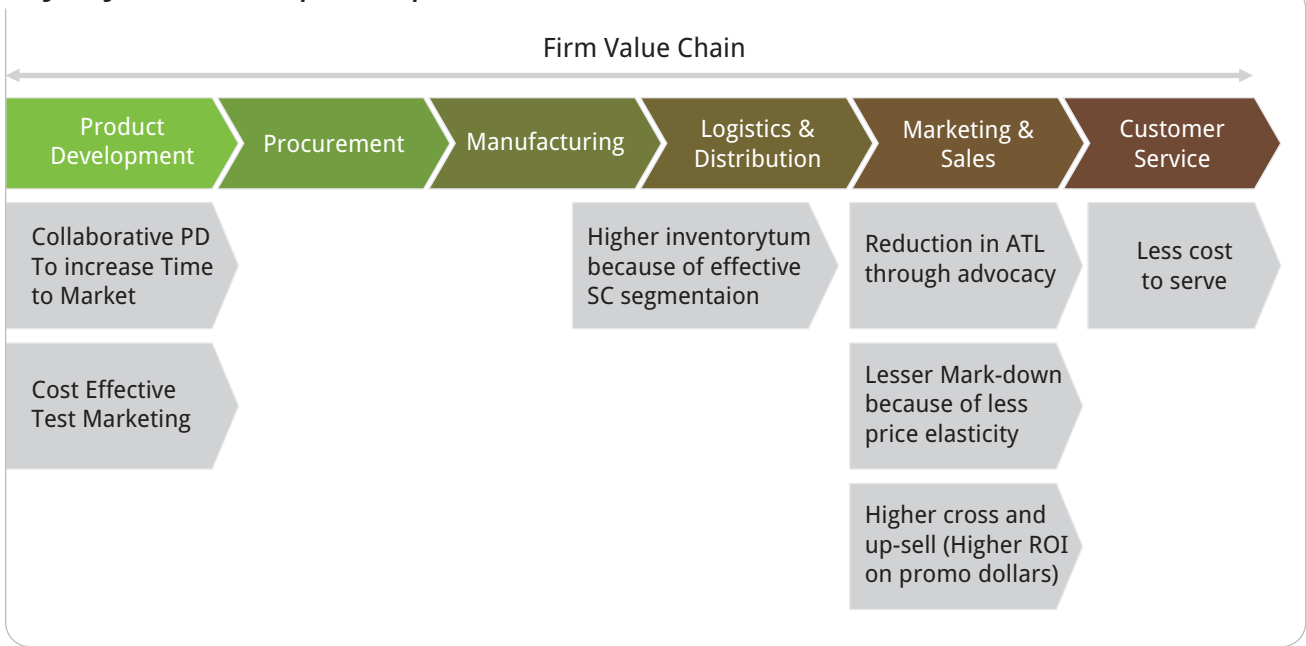 Firm Value Chain
Product
Development
Procurement
Manufacturing
Logistics &
Distribution
Marketing &
Sales
Customer
Service
Collaborative PD
To increase Time
to Market
Higher inventorytum
because of effective
SC segmentaion
Reduction in ATL
through advocacy
Less cost
to serve
Cost Effective
Test Marketing
Lesser Mark-down
because of less
price elasticity
Higher cross and
up-sell (Higher ROI
on promo dollars)